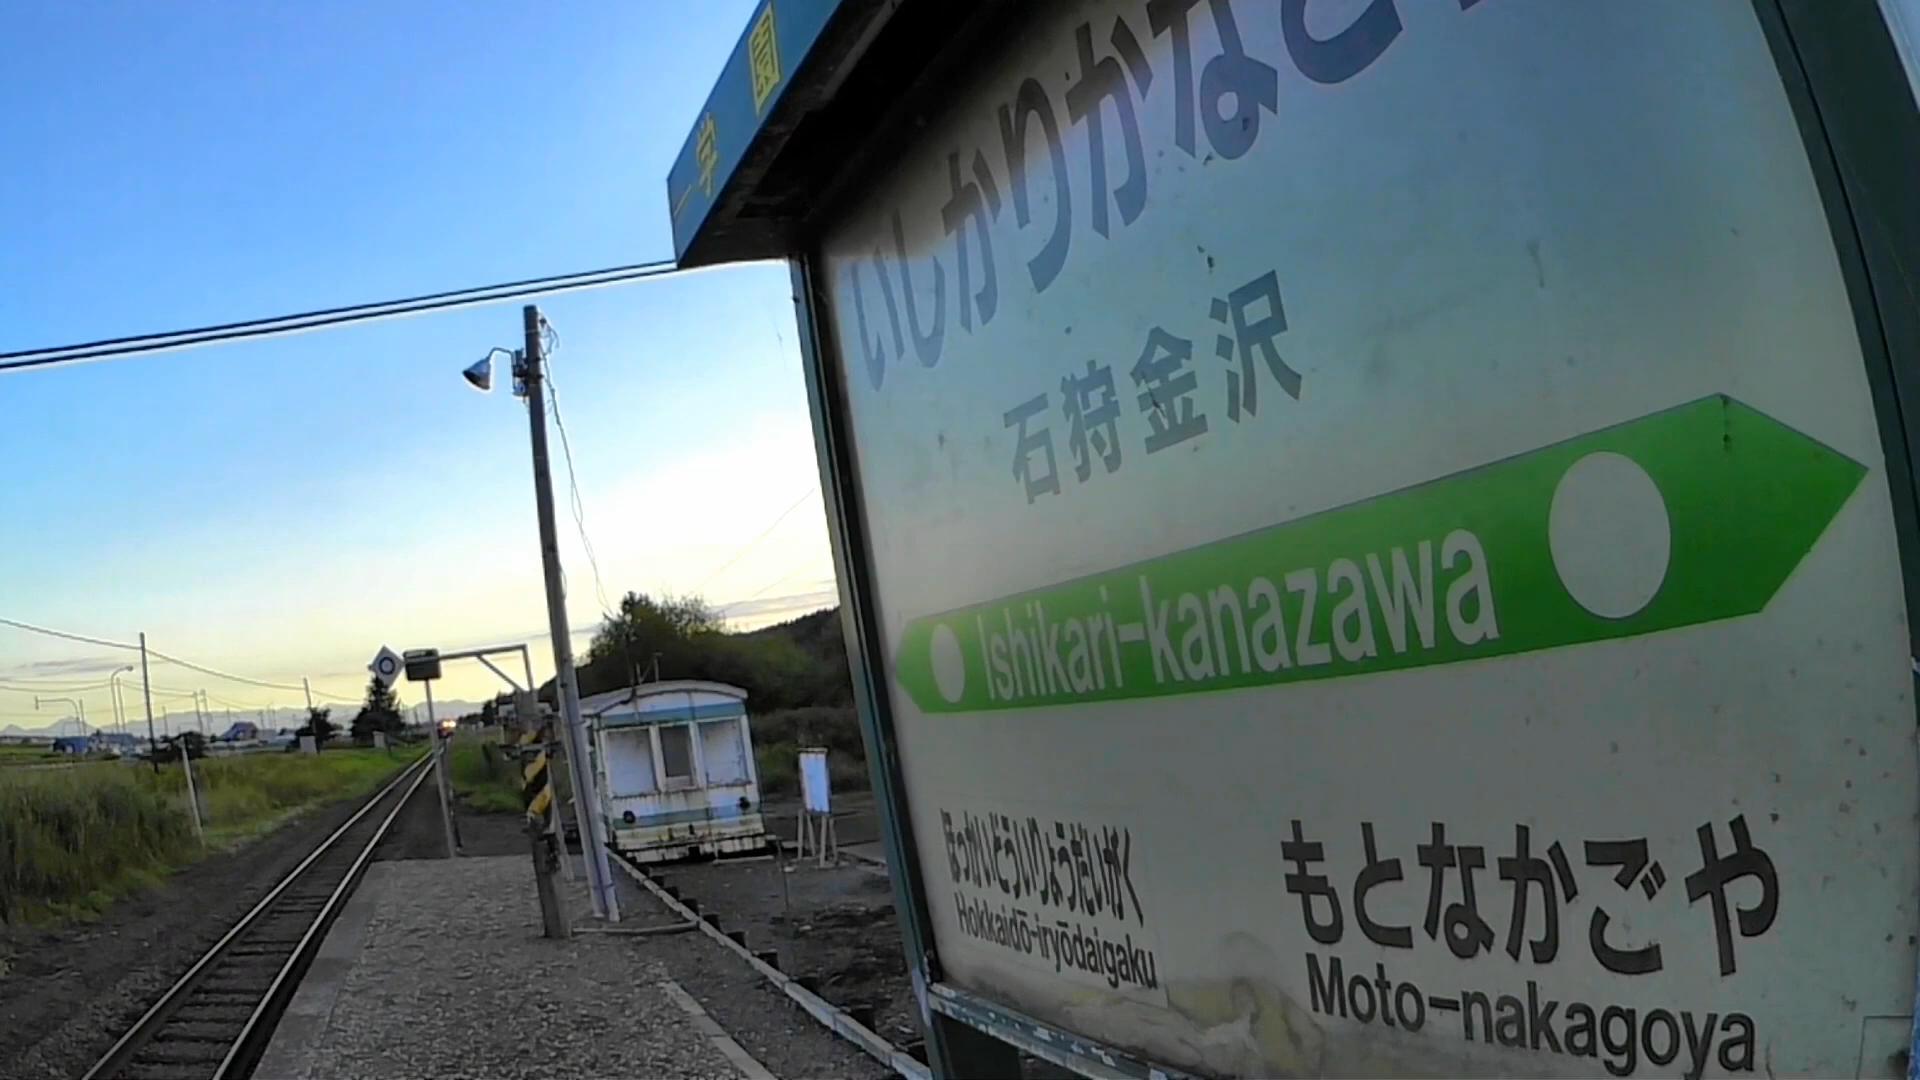 一学園
いしかりかなざ
石狩金沢
Ishikari-kanazawa
ほっかいどういりょうだいがく
Hokkaidō-iryōdaigaku
もとなかごや
Moto-nakagoya